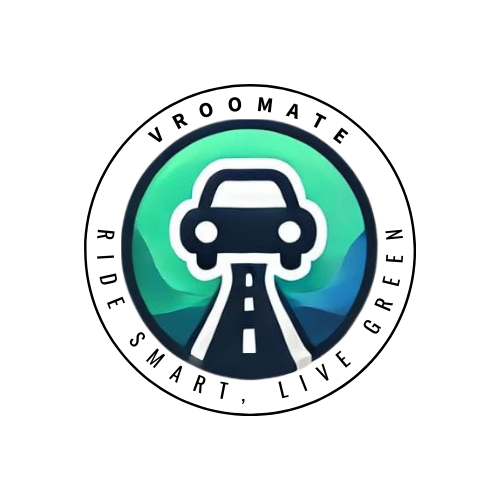 VROOMATE
RIDE SMART, LIVE GREEN